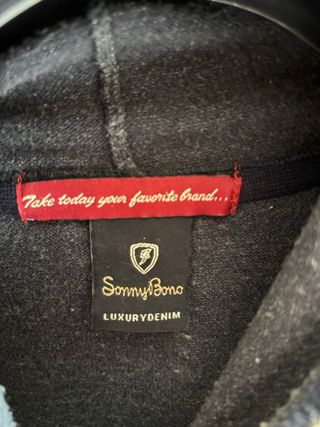 Take today your favorite brand...
SonnyBono
LUXURYDENIM